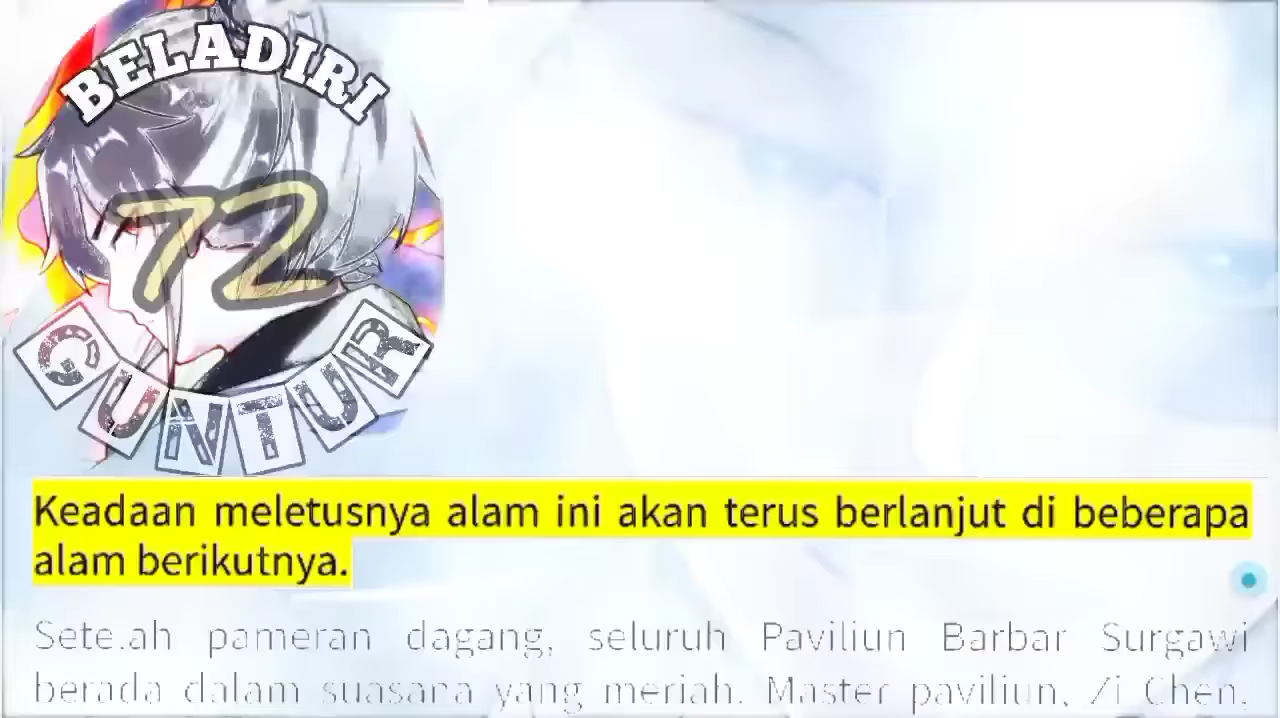 BELADIRI
72
GUNTUR
Keadaan meletusnya alam ini akan terus berlanjut di beberapa
alam berikutnya.
Sete.ah pameran dagang, seluruh Paviliun Barbar Surgawi
berada dalam suasana yang meriah. Master paviliun, Zi Chen,